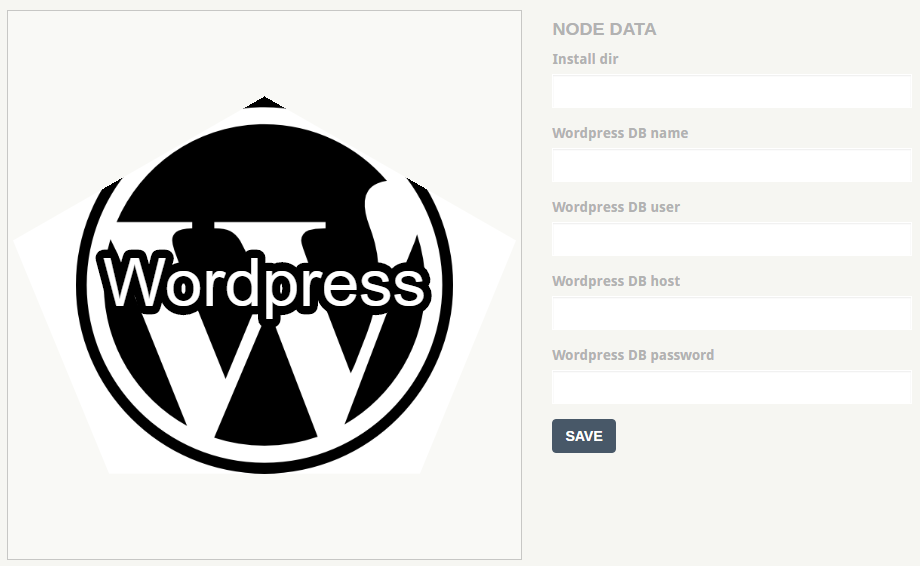 Wordpress
NODE DATA
Install dir
Wordpress DB name
Wordpress DB user
Wordpress DB host
Wordpress DB password
SAVE